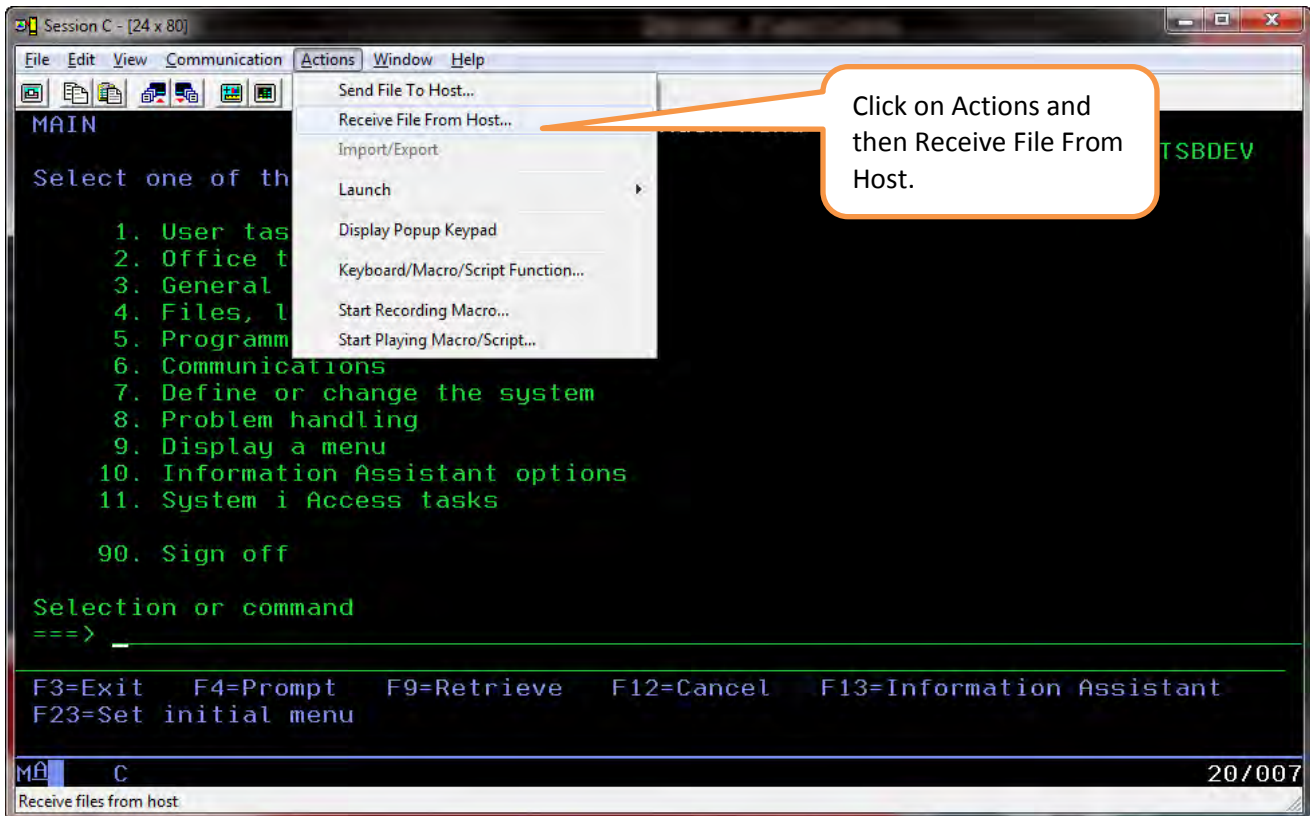 Session C - [24 x 80]
File Edit View Communication Actions Window Help
Send File To Host...
Receive File From Host...
Import/Export
Launch
Display Popup Keypad
Keyboard/Macro/Script Function...
Start Recording Macro...
Start Playing Macro/Script...
Click on Actions and
then Receive File From
Host.
MAIN
TSBDEV
Select one of th
1. User tas
2. Office t
3. General
4. Files, l
5. Programm
6. Communications
7. Define or change the system
8. Problem handling
9. Display a menu
10. Information Assistant options
11. System i Access tasks
90. Sign off
Selection or command
===>
F3=Exit F4=Prompt F9=Retrieve F12=Cancel F13=Information Assistant
F23=Set initial menu
MA C 20/007
Receive files from host